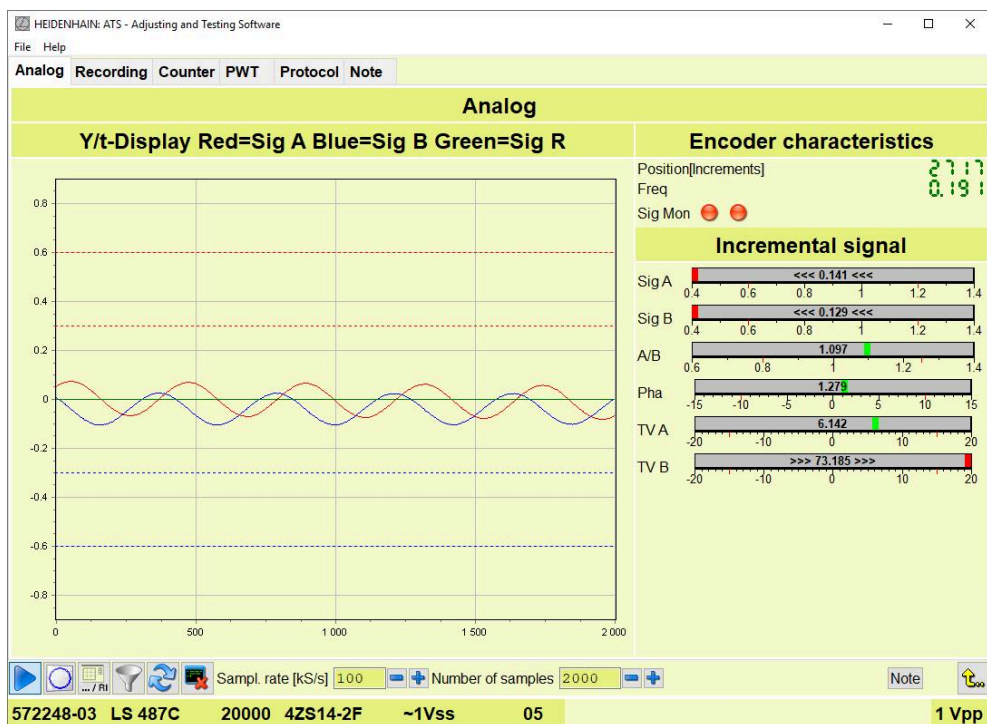 HEIDENHAIN: ATS - Adjusting and Testing Software
File Help
Analog Recording Counter PWT Protocol Note
Analog
Y/t-Display Red=Sig A Blue=Sig B Green=Sig R
Encoder characteristics
Position[Increments] 2717
Freq 0.191
Sig Mon
Incremental signal
Sig A <<< 0.141 <<<
0.4 0.6 0.8 1 1.2 1.4
Sig B <<< 0.129 <<<
0.4 0.6 0.8 1 1.2 1.4
A/B 1.097
0.6 0.8 1 1.4
Pha 1.279
-15 -10 -5 0 5 10 15
TV A 6.142
-20 -10 0 10 20
TV B >>> 73.185 >>>
-20 -10 0 10 20
0.8
0.6
0.4
0.2
0
-0.2
-0.4
-0.6
-0.8
0 500 1 000 1 500 2 000
... / RI Sampl. rate [kS/s] 100 Number of samples 2000 Note
572248-03 LS 487C 20000 4ZS14-2F ~1Vss 05 1 Vpp